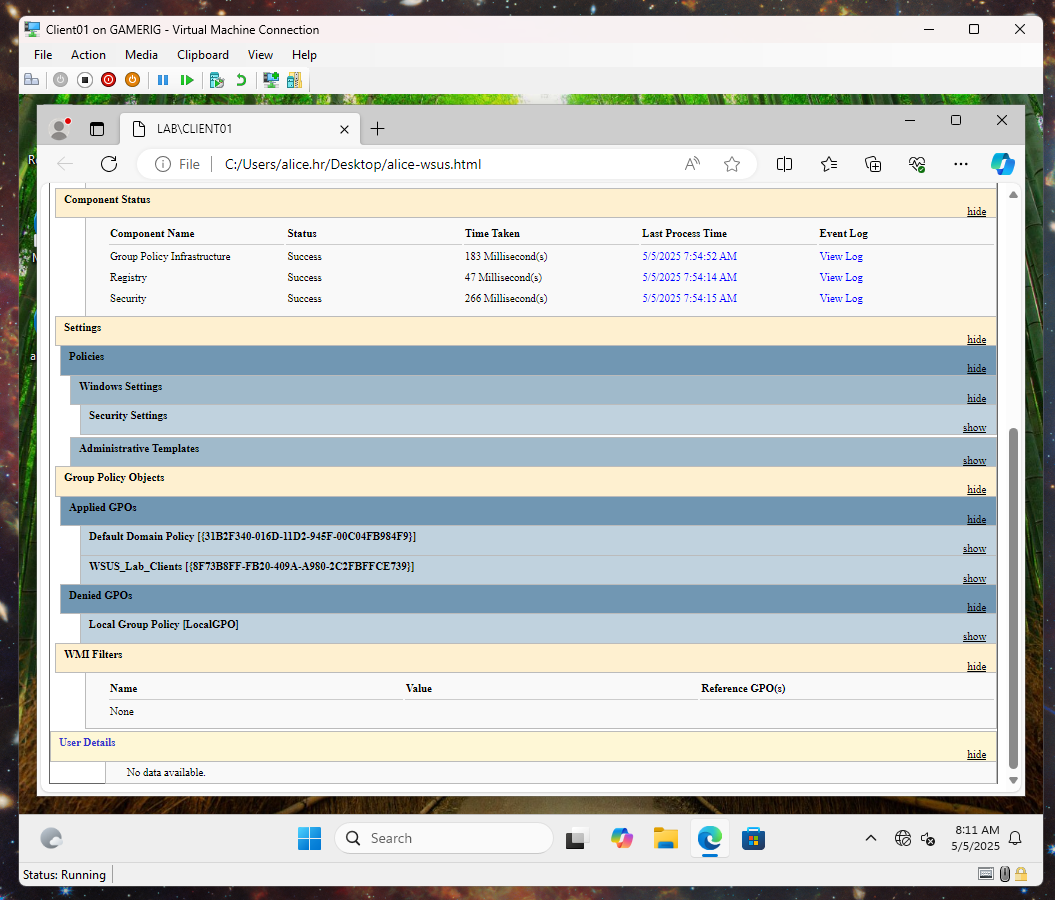 Client01 on GAMERIG - Virtual Machine Connection
File Action Media Clipboard View Help
LAB\CLIENT01
File C:/Users/alice.hr/Desktop/alice-wsus.html
Component Status
hide
Component Name Status Time Taken Last Process Time Event Log
Group Policy Infrastructure Success 183 Millisecond(s) 5/5/2025 7:54:52 AM View Log
Registry Success 47 Millisecond(s) 5/5/2025 7:54:14 AM View Log
Security Success 266 Millisecond(s) 5/5/2025 7:54:15 AM View Log
Settings
hide
Policies
hide
Windows Settings
hide
Security Settings
show
Administrative Templates
show
Group Policy Objects
hide
Applied GPOs
hide
Default Domain Policy [{31B2F340-016D-11D2-945F-00C04FB984F9}]
show
WSUS_Lab_Clients [{8F73B8FF-FB20-409A-A980-2C2FBFFCE739}]
show
Denied GPOs
hide
Local Group Policy [LocalGPO]
show
WMI Filters
hide
Name Value Reference GPO(s)
None
User Details
hide
No data available.
Search
8:11 AM
5/5/2025
Status: Running